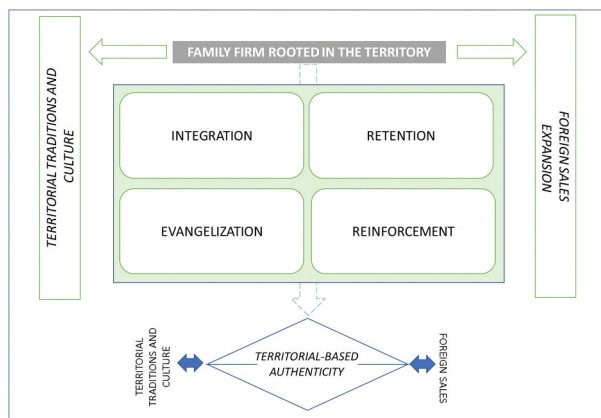 FAMILY FIRM ROOTED IN THE TERRITORY
TERRITORIAL TRADITIONS AND
CULTURE
INTEGRATION
RETENTION
EVANGELIZATION
REINFORCEMENT
FOREIGN SALES
EXPANSION
TERRITORIAL
TRADITIONS AND
CULTURE
TERRITORIAL-BASED
AUTHENTICITY
FOREIGN SALES